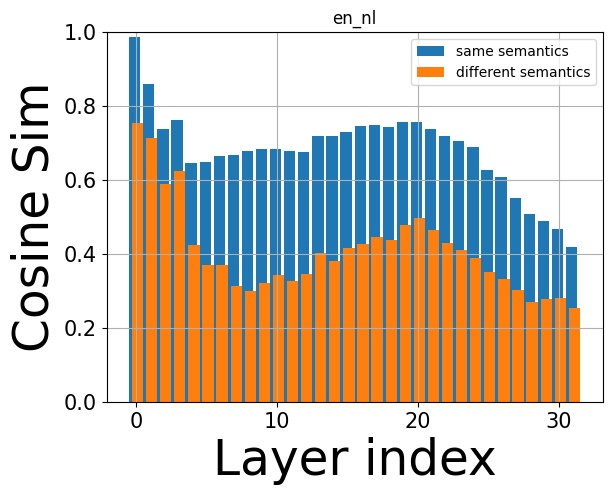 en_nl
same semantics
different semantics
Cosine Sim
1.0
0.8
0.6
0.4
0.2
0.0
0 10 20 30
Layer index